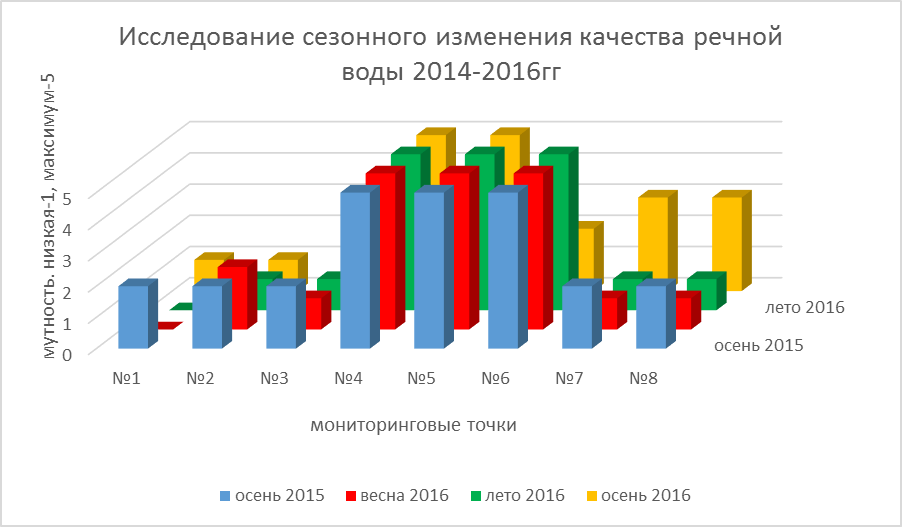 Исследование сезонного изменения качества речной
воды 2014-2016гг
мутность. низкая-1, максимум-5
5
4
3
2
1
0
лето 2016
осень 2015
№1 №2 №3 №4 №5 №6 №7 №8
мониторинговые точки
осень 2015 весна 2016 лето 2016 осень 2016